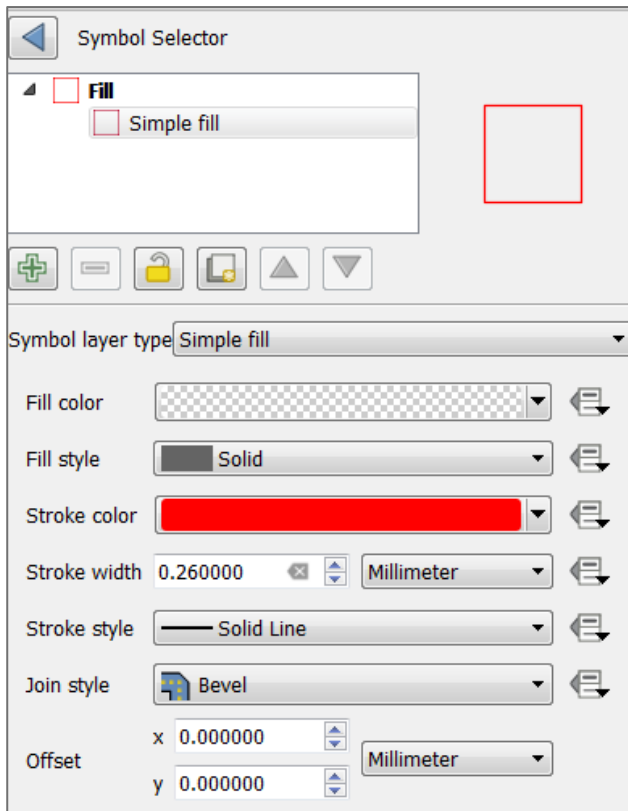 Symbol Selector
Fill
Simple fill
Symbol layer type Simple fill
Fill color
Fill style Solid
Stroke color
Stroke width 0.260000 Millimeter
Stroke style Solid Line
Join style Bevel
x 0.000000
Offset Millimeter
y 0.000000